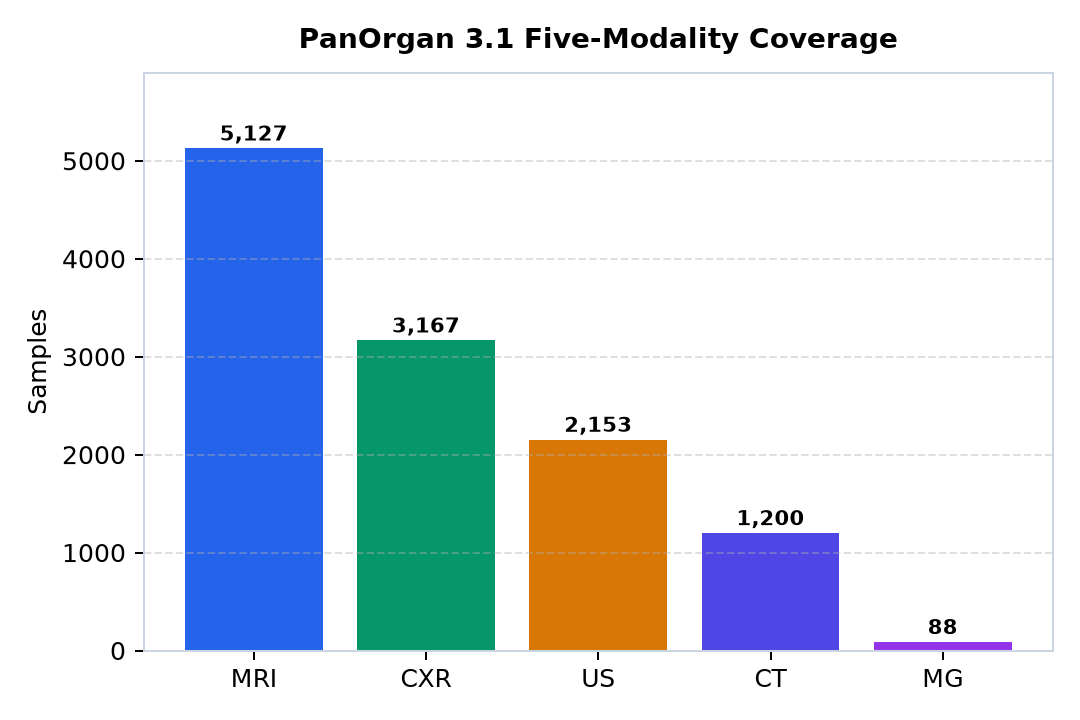 PanOrgan 3.1 Five-Modality Coverage
Samples
5000
4000
3000
2000
1000
0
5,127
3,167
2,153
1,200
88
MRI
CXR
US
CT
MG